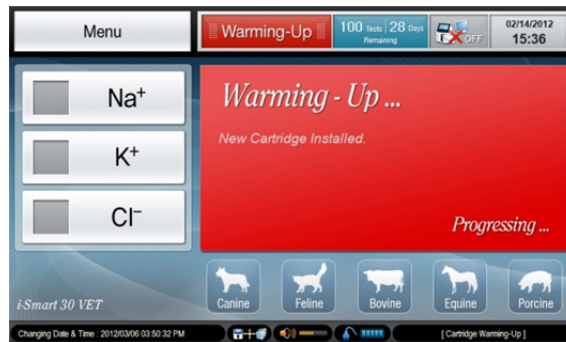 Menu
Warming-Up
100 Tests 28 Days
Remaining
OFF
02/14/2012
15:36
Na+
K+
Cl−
Warming - Up ...
New Cartridge Installed.
Progressing ...
i-Smart 30 VET
Canine
Feline
Bovine
Equine
Porcine
Changing Date & Time : 2012/03/06 03:50:32 PM
[ Cartridge Warming-Up ]